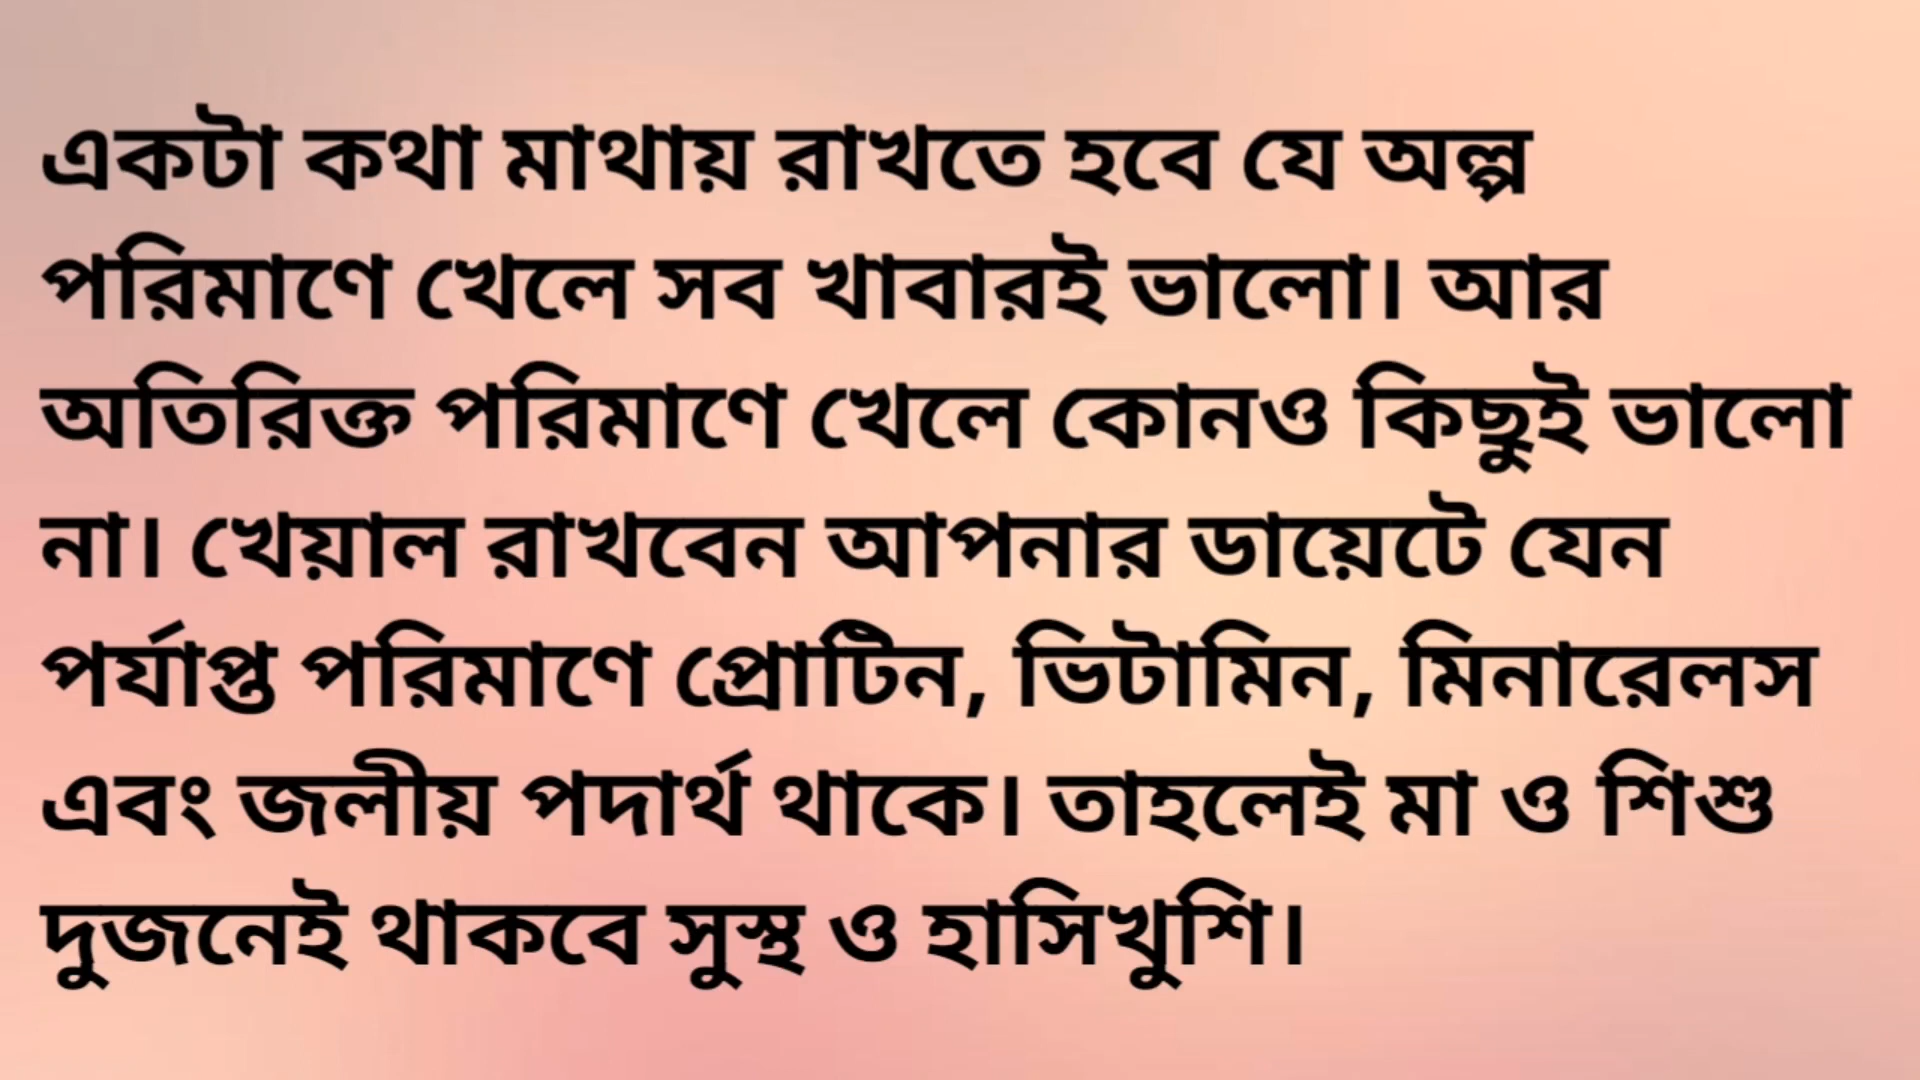 একটা কথা মাথায় রাখতে হবে যে অল্প
পরিমাণে খেলে সব খাবারই ভালো। আর
অতিরিক্ত পরিমাণে খেলে কোনও কিছুই ভালো
না। খেয়াল রাখবেন আপনার ডায়েটে যেন
পর্যাপ্ত পরিমাণে প্রোটিন, ভিটামিন, মিনারেলস
এবং জলীয় পদার্থ থাকে। তাহলেই মা ও শিশু
দুজনেই থাকবে সুস্থ ও হাসিখুশি।